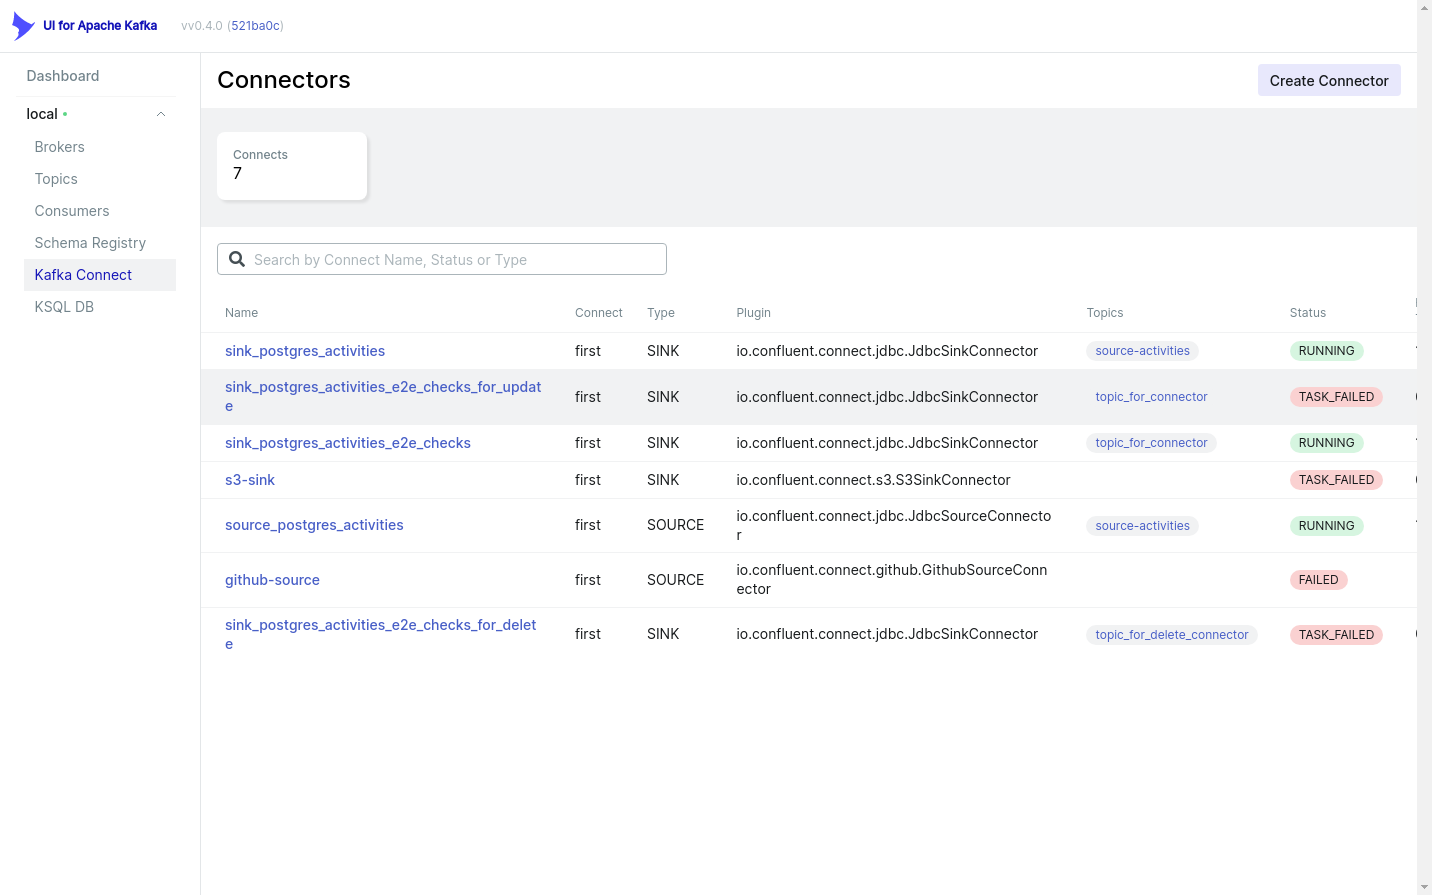 UI for Apache Kafka vv0.4.0 (521ba0c)
Dashboard
local
Brokers
Topics
Consumers
Schema Registry
Kafka Connect
KSQL DB
Connectors
Create Connector
Connects
7
Search by Connect Name, Status or Type
Name Connect Type Plugin Topics Status
sink_postgres_activities first SINK io.confluent.connect.jdbc.JdbcSinkConnector source-activities RUNNING
sink_postgres_activities_e2e_checks_for_updat
e first SINK io.confluent.connect.jdbc.JdbcSinkConnector topic_for_connector TASK_FAILED
sink_postgres_activities_e2e_checks first SINK io.confluent.connect.jdbc.JdbcSinkConnector topic_for_connector RUNNING
s3-sink first SINK io.confluent.connect.s3.S3SinkConnector TASK_FAILED
source_postgres_activities first SOURCE io.confluent.connect.jdbc.JdbcSourceConnecto
r source-activities RUNNING
github-source first SOURCE io.confluent.connect.github.GithubSourceConn
ector FAILED
sink_postgres_activities_e2e_checks_for_delet
e first SINK io.confluent.connect.jdbc.JdbcSinkConnector topic_for_delete_connector TASK_FAILED